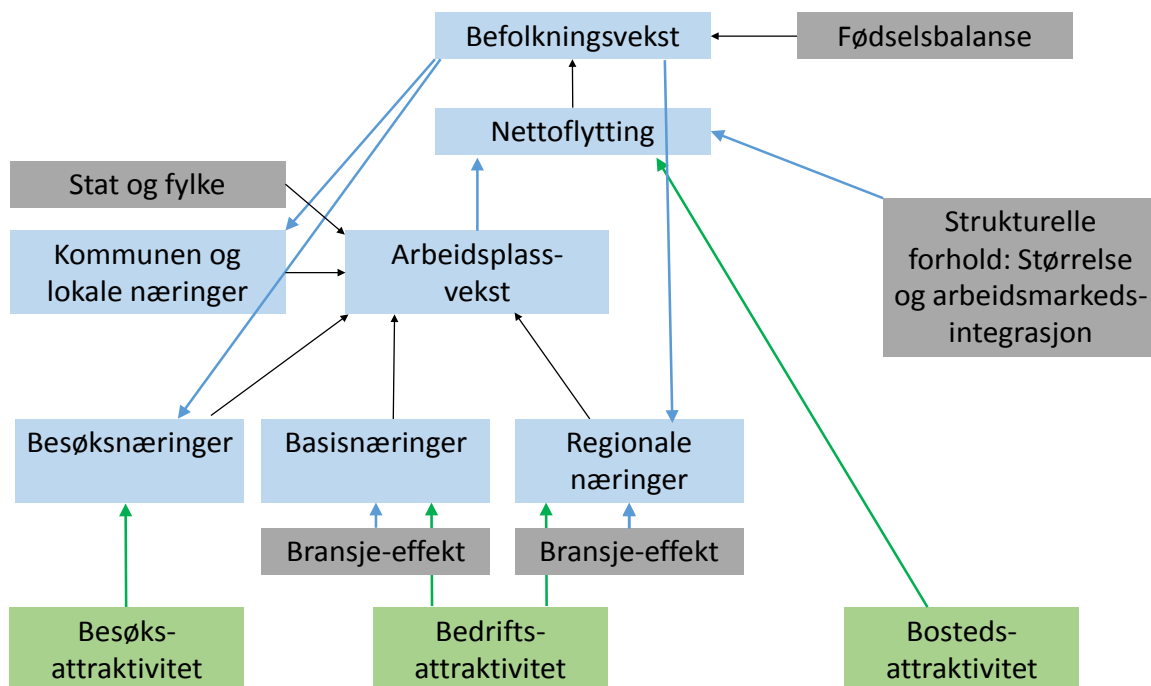 Befolkningsvekst
Fødselsbalanse
Nettoflytting
Stat og fylke
Kommunen og
lokale næringer
Arbeidsplass-
vekst
Strukturelle
forhold: Størrelse
og arbeidsmarkeds-
integrasjon
Besøksnæringer
Basisnæringer
Regionale
næringer
Bransje-effekt
Bransje-effekt
Besøks-
attraktivitet
Bedrifts-
attraktivitet
Bosteds-
attraktivitet